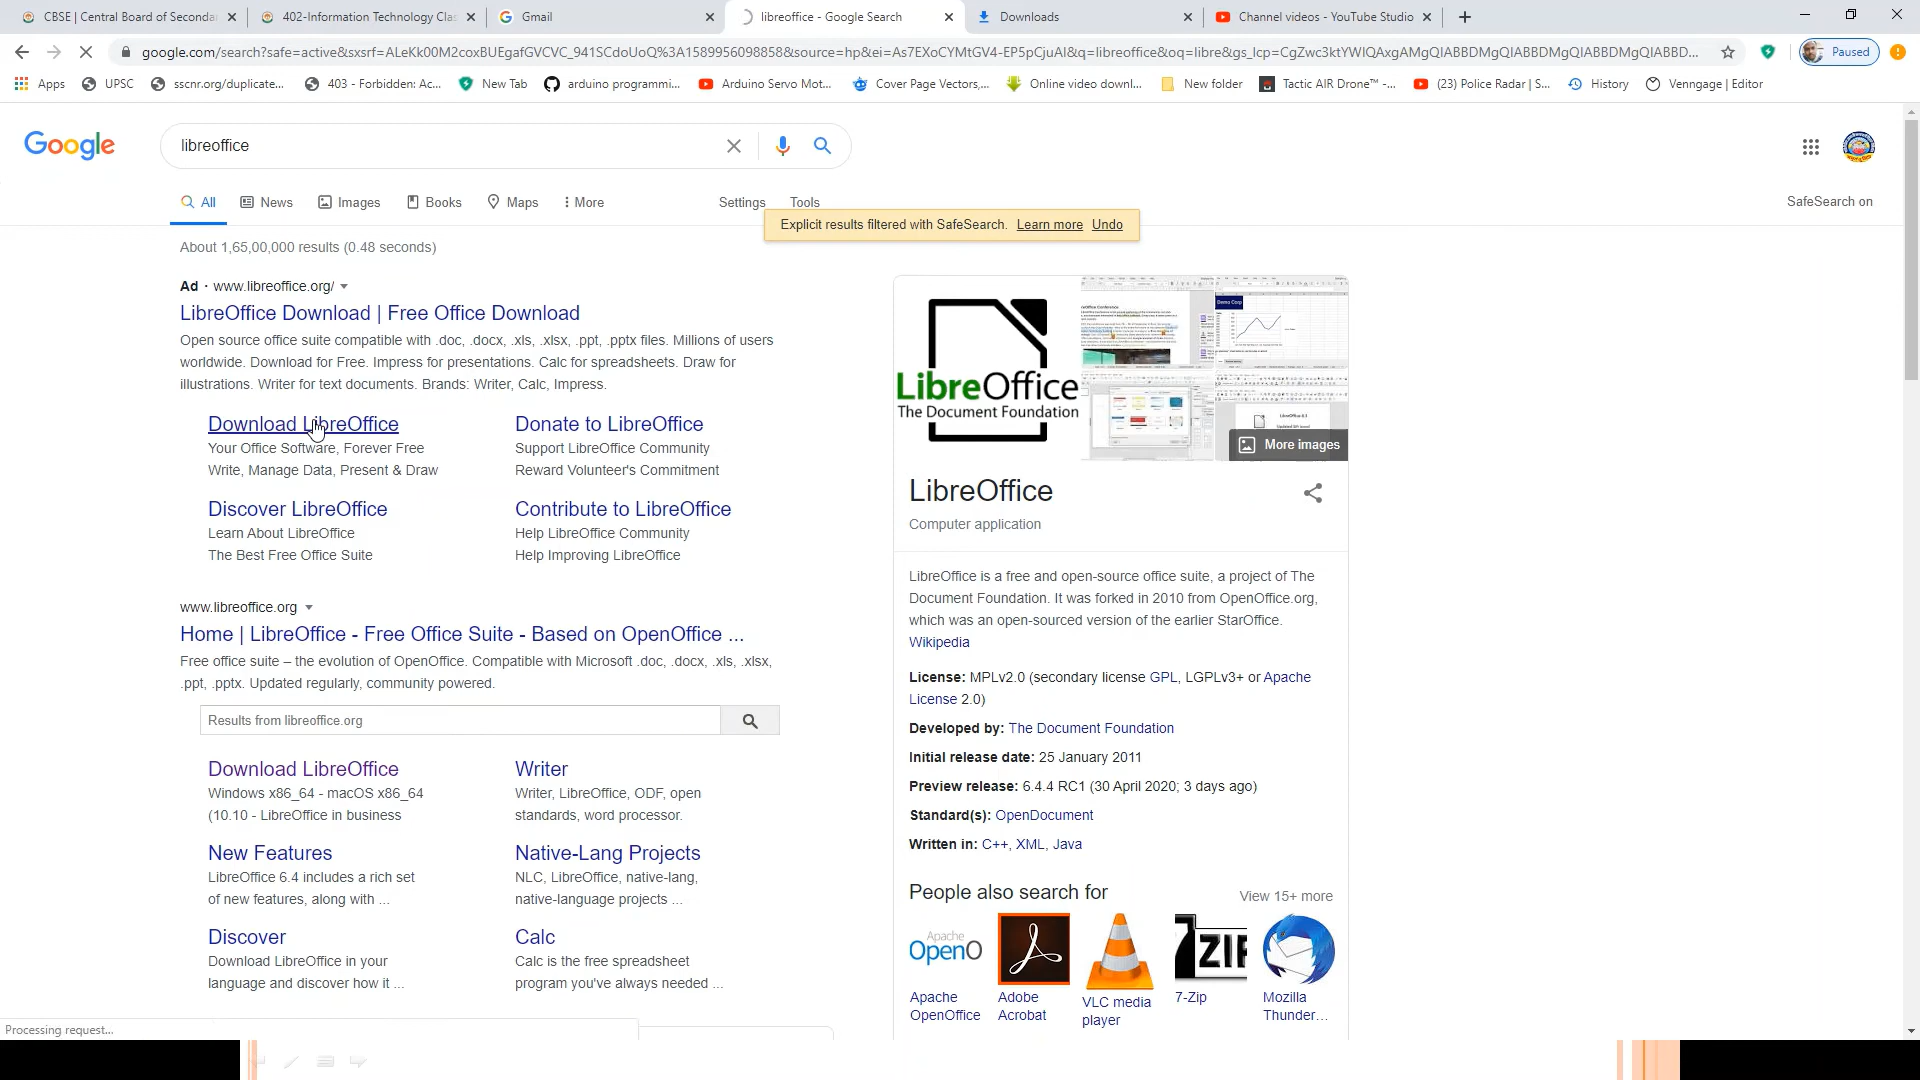 CBSE | Central Board of Seconda
402-Information Technology Clas
Gmail
libreoffice - Google Search
Downloads
Channel videos - YouTube Studio
google.com/search?safe=active&sxsrf=ALeKk00M2coxBUEgafGVCVC_941SCdoUoQ%3A1589956098858&source=hp&ei=As7EXoCYMtGV4-EP5pCjuAI&q=libreoffice&oq=libre&gs_lcp=CgZwc3ktYWIQAxgAMgQIABBDMgQIABBDMgQIABBDMgQIABBD...
Paused
Apps
UPSC
sscnr.org/duplicate...
403 - Forbidden: Ac...
New Tab
arduino programmi...
Arduino Servo Mot...
Cover Page Vectors,...
Online video downl...
New folder
Tactic AIR Drone™ -...
(23) Police Radar | S...
History
Venngage | Editor
Google
libreoffice
All
News
Images
Books
Maps
More
Settings
Tools
SafeSearch on
Explicit results filtered with SafeSearch. Learn more Undo
About 1,65,00,000 results (0.48 seconds)
Ad · www.libreoffice.org/
LibreOffice Download | Free Office Download
Open source office suite compatible with .doc, .docx, .xls, .xlsx, .ppt, .pptx files. Millions of users
worldwide. Download for Free. Impress for presentations. Calc for spreadsheets. Draw for
illustrations. Writer for text documents. Brands: Writer, Calc, Impress.
Download LibreOffice
Your Office Software, Forever Free
Write, Manage Data, Present & Draw
Donate to LibreOffice
Support LibreOffice Community
Reward Volunteer's Commitment
Discover LibreOffice
Learn About LibreOffice
The Best Free Office Suite
Contribute to LibreOffice
Help LibreOffice Community
Help Improving LibreOffice
www.libreoffice.org
Home | LibreOffice - Free Office Suite - Based on OpenOffice ...
Free office suite – the evolution of OpenOffice. Compatible with Microsoft .doc, .docx, .xls, .xlsx,
.ppt, .pptx. Updated regularly, community powered.
Results from libreoffice.org
Download LibreOffice
Windows x86_64 - macOS x86_64
(10.10 - LibreOffice in business
Writer
Writer, LibreOffice, ODF, open
standards, word processor.
New Features
LibreOffice 6.4 includes a rich set
of new features, along with ...
Native-Lang Projects
NLC, LibreOffice, native-lang,
native-language projects ...
Discover
Download LibreOffice in your
language and discover how it ...
Calc
Calc is the free spreadsheet
program you've always needed ...
LibreOffice
The Document Foundation
More images
LibreOffice
Computer application
LibreOffice is a free and open-source office suite, a project of The
Document Foundation. It was forked in 2010 from OpenOffice.org,
which was an open-sourced version of the earlier StarOffice.
Wikipedia
License: MPLv2.0 (secondary license GPL, LGPLv3+ or Apache
License 2.0)
Developed by: The Document Foundation
Initial release date: 25 January 2011
Preview release: 6.4.4 RC1 (30 April 2020; 3 days ago)
Standard(s): OpenDocument
Written in: C++, XML, Java
People also search for
View 15+ more
Apache
OpenO
7ZIP
Apache
OpenOffice
Adobe
Acrobat
VLC media
player
7-Zip
Mozilla
Thunder...
Processing request...